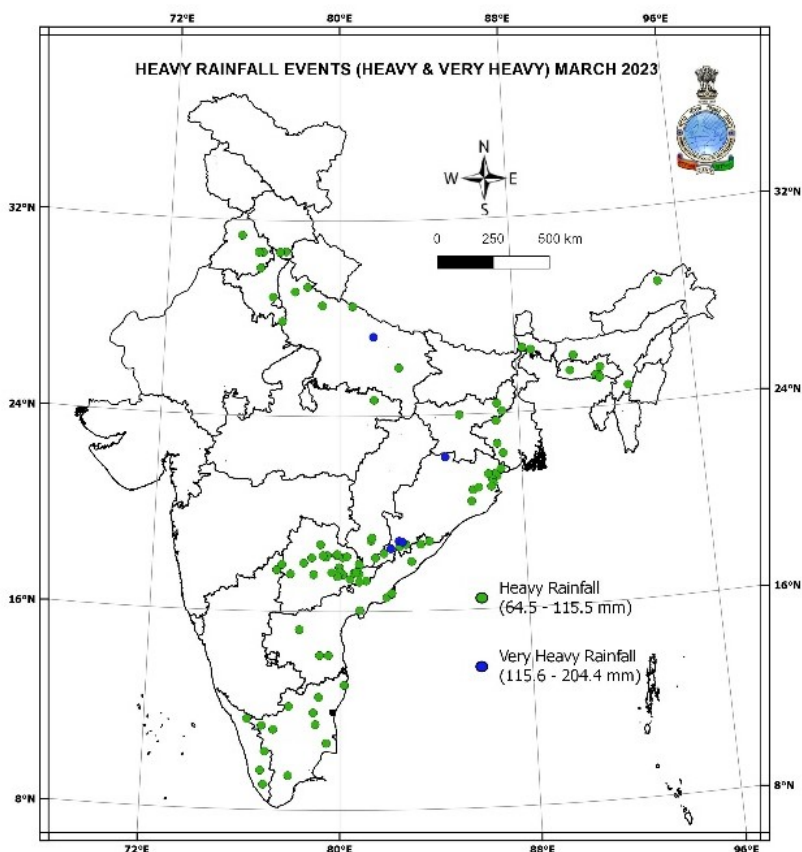 72°E 80°E 88°E 96°E
HEAVY RAINFALL EVENTS (HEAVY & VERY HEAVY) MARCH 2023
N
W E
S
32°N 32°N
0 250 500 km
24°N 24°N
16°N 16°N
Heavy Rainfall
(64.5 - 115.5 mm)
Very Heavy Rainfall
(115.6 - 204.4 mm)
8°N 8°N
72°E 80°E 88°E 96°E